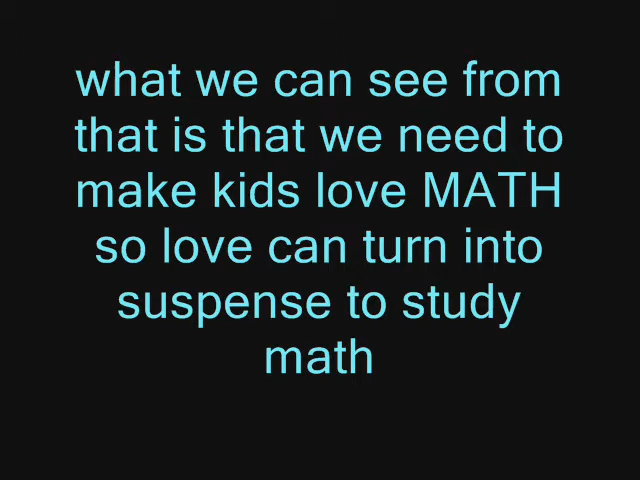 what we can see from
that is that we need to
make kids love MATH
so love can turn into
suspense to study
math